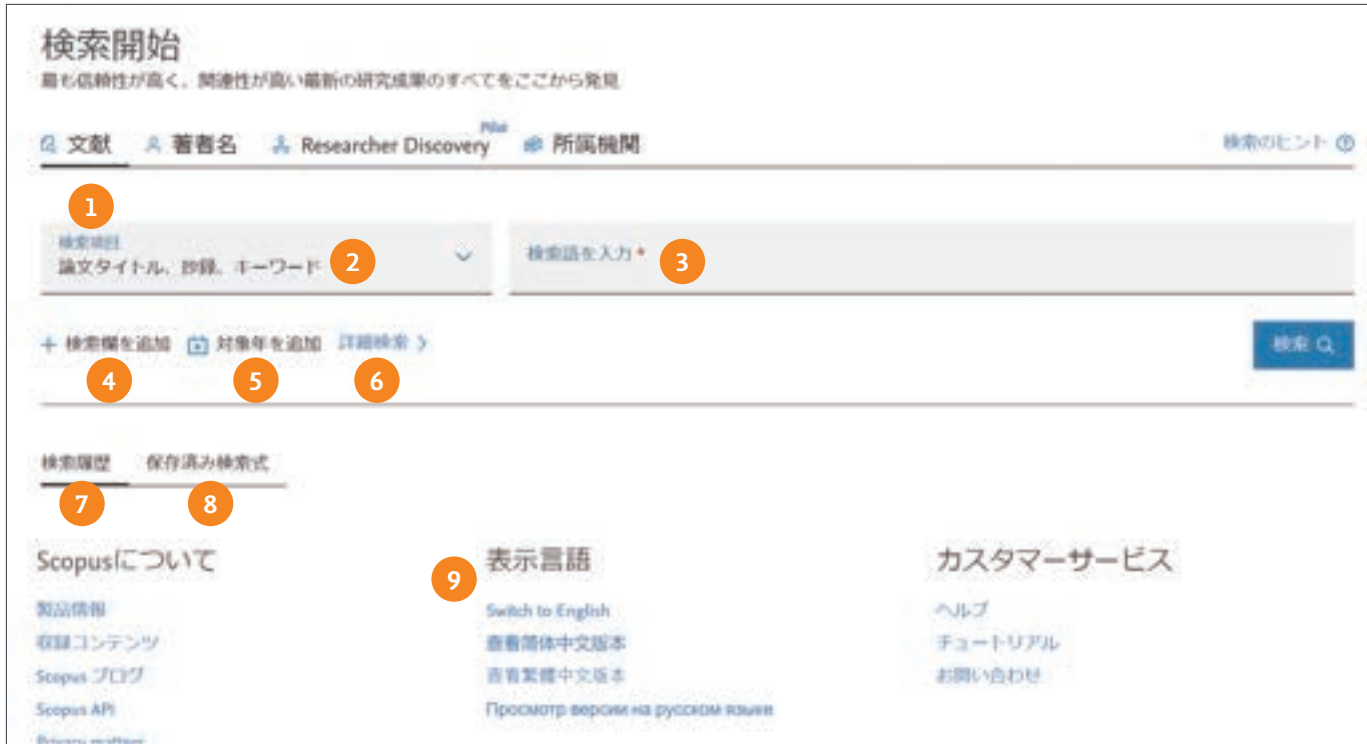 検索開始
最も信頼性が高く、関連性が高い最新の研究成果のすべてをここから発見
文献 著者名 Researcher Discovery Pilot 所属機関 検索のヒント
1
検索項目
論文タイトル、抄録、キーワード 2 検索語を入力* 3
+ 検索欄を追加 対象年を追加 詳細検索 > 検索
4 5 6
検索履歴 保存済み検索式
7 8
Scopusについて 9 表示言語 カスタマーサービス
製品情報 Switch to English ヘルプ
収録コンテンツ 查看简体中文版本 チュートリアル
Scopus ブログ 查看繁體中文版本 お問い合わせ
Scopus API Просмотр версии на русском языке
Privacy matters